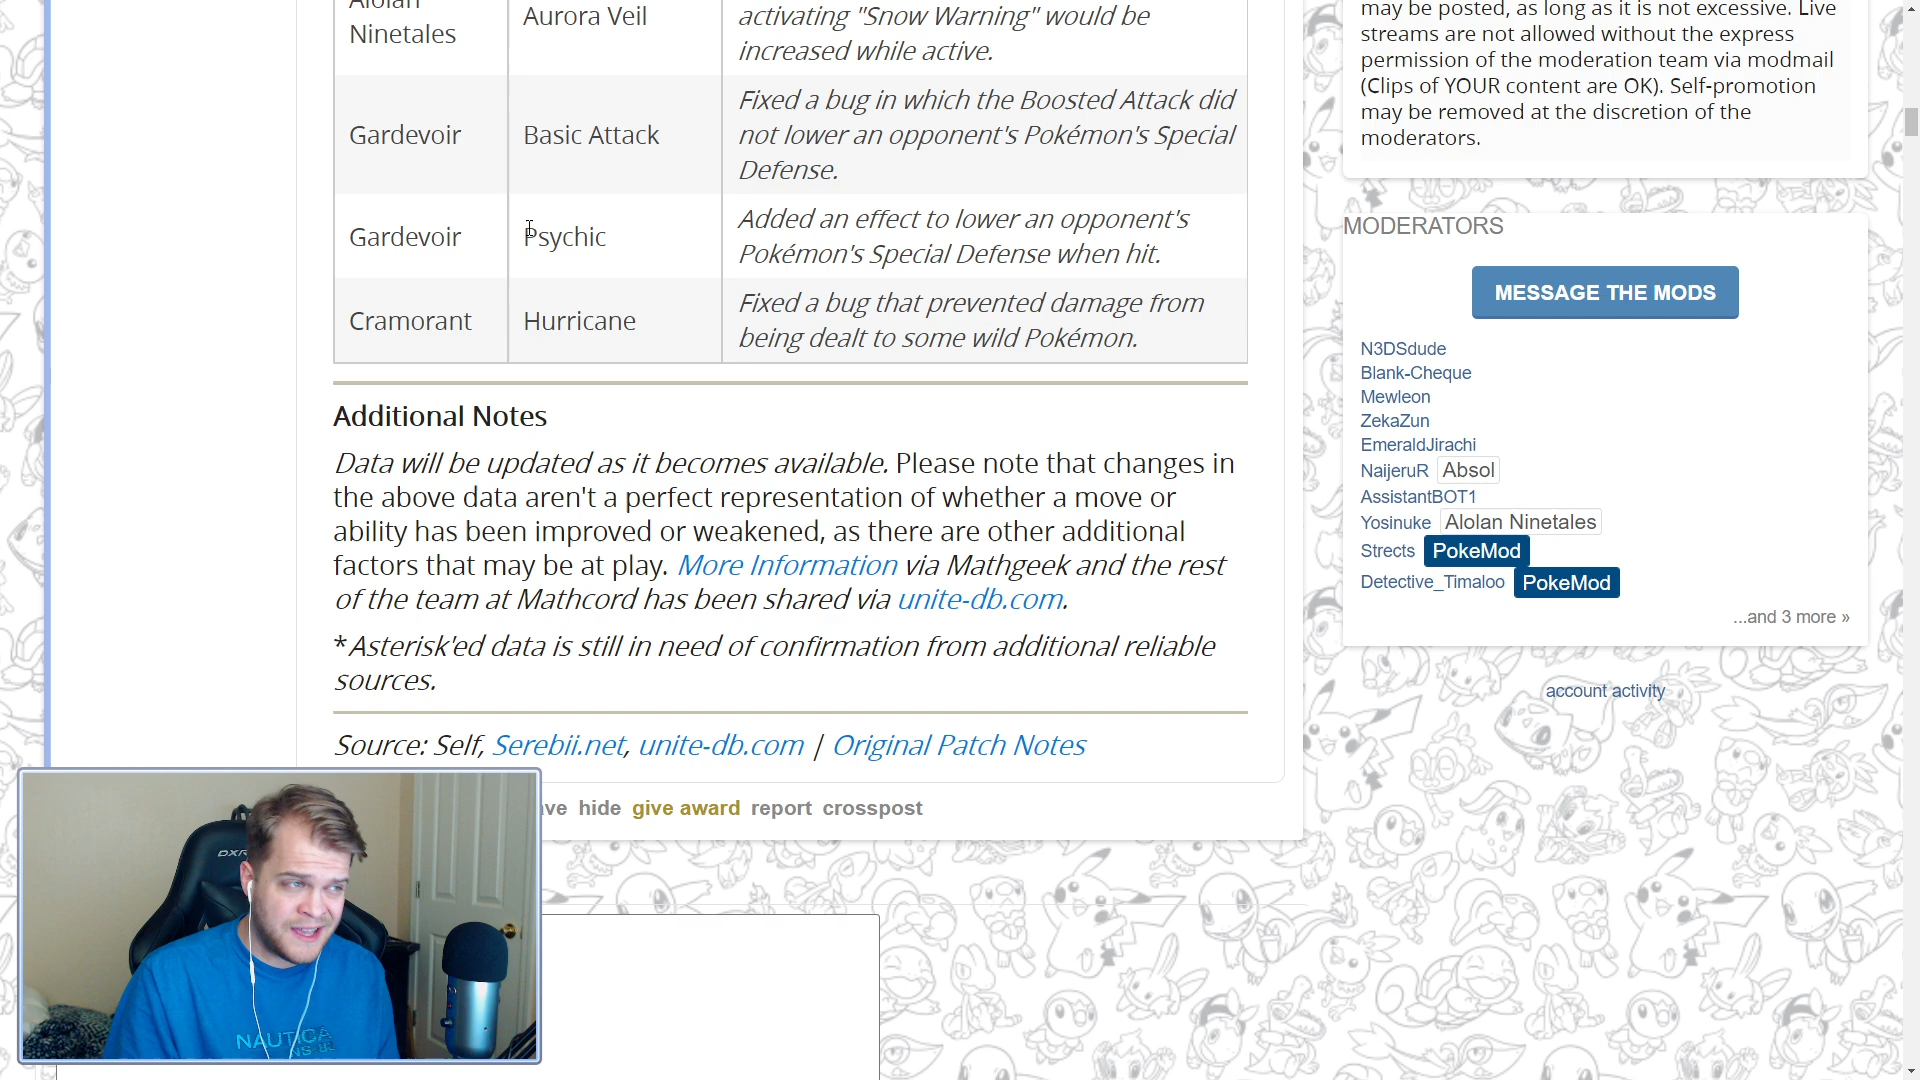 Alolan
Ninetales
Aurora Veil
activating "Snow Warning" would be
increased while active.
Gardevoir
Basic Attack
Fixed a bug in which the Boosted Attack did
not lower an opponent's Pokémon's Special
Defense.
Gardevoir
Psychic
Added an effect to lower an opponent's
Pokémon's Special Defense when hit.
Cramorant
Hurricane
Fixed a bug that prevented damage from
being dealt to some wild Pokémon.
Additional Notes
Data will be updated as it becomes available. Please note that changes in
the above data aren't a perfect representation of whether a move or
ability has been improved or weakened, as there are other additional
factors that may be at play. More Information via Mathgeek and the rest
of the team at Mathcord has been shared via unite-db.com.
*Asterisk'ed data is still in need of confirmation from additional reliable
sources.
Source: Self, Serebii.net, unite-db.com | Original Patch Notes
hide give award report crosspost
may be posted, as long as it is not excessive. Live
streams are not allowed without the express
permission of the moderation team via modmail
(Clips of YOUR content are OK). Self-promotion
may be removed at the discretion of the
moderators.
MODERATORS
MESSAGE THE MODS
N3DSdude
Blank-Cheque
Mewleon
ZekaZun
EmeraldJirachi
NaijeruR Absol
AssistantBOT1
Yosinuke Alolan Ninetales
Strects PokeMod
Detective_Timaloo PokeMod
...and 3 more »
account activity
NAUTICA